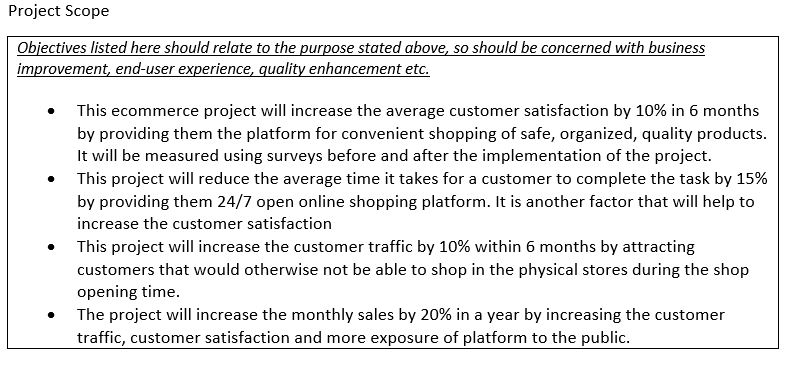 Project Scope
Objectives listed here should relate to the purpose stated above, so should be concerned with business
improvement, end-user experience, quality enhancement etc.
• This ecommerce project will increase the average customer satisfaction by 10% in 6 months
by providing them the platform for convenient shopping of safe, organized, quality products.
It will be measured using surveys before and after the implementation of the project.
• This project will reduce the average time it takes for a customer to complete the task by 15%
by providing them 24/7 open online shopping platform. It is another factor that will help to
increase the customer satisfaction
• This project will increase the customer traffic by 10% within 6 months by attracting
customers that would otherwise not be able to shop in the physical stores during the shop
opening time.
• The project will increase the monthly sales by 20% in a year by increasing the customer
traffic, customer satisfaction and more exposure of platform to the public.